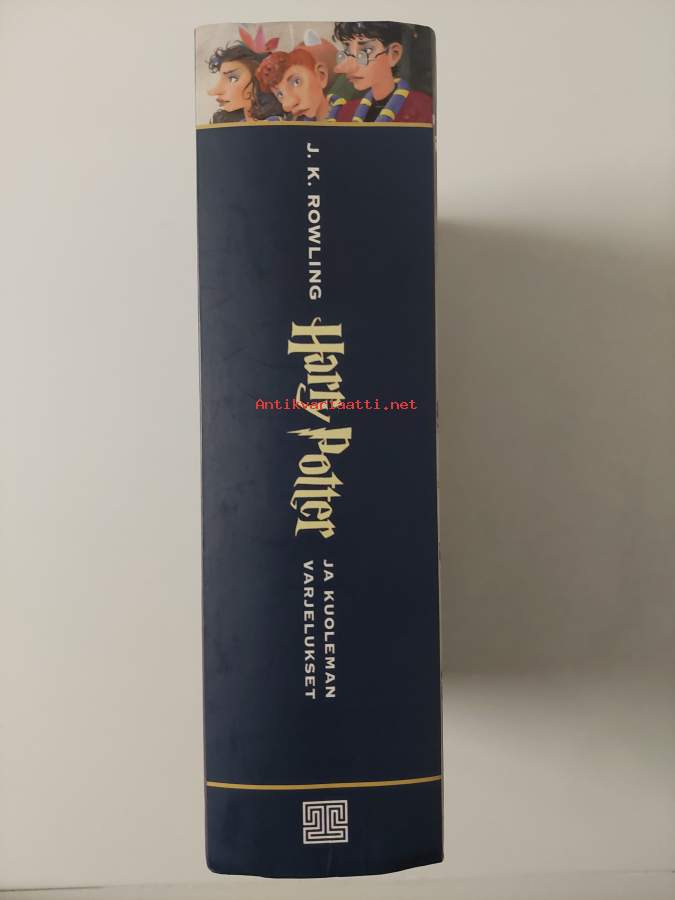 J. K. ROWLING
Harry Potter
JA KUOLEMAN
VARJELUKSET
Antikvariaatti.net